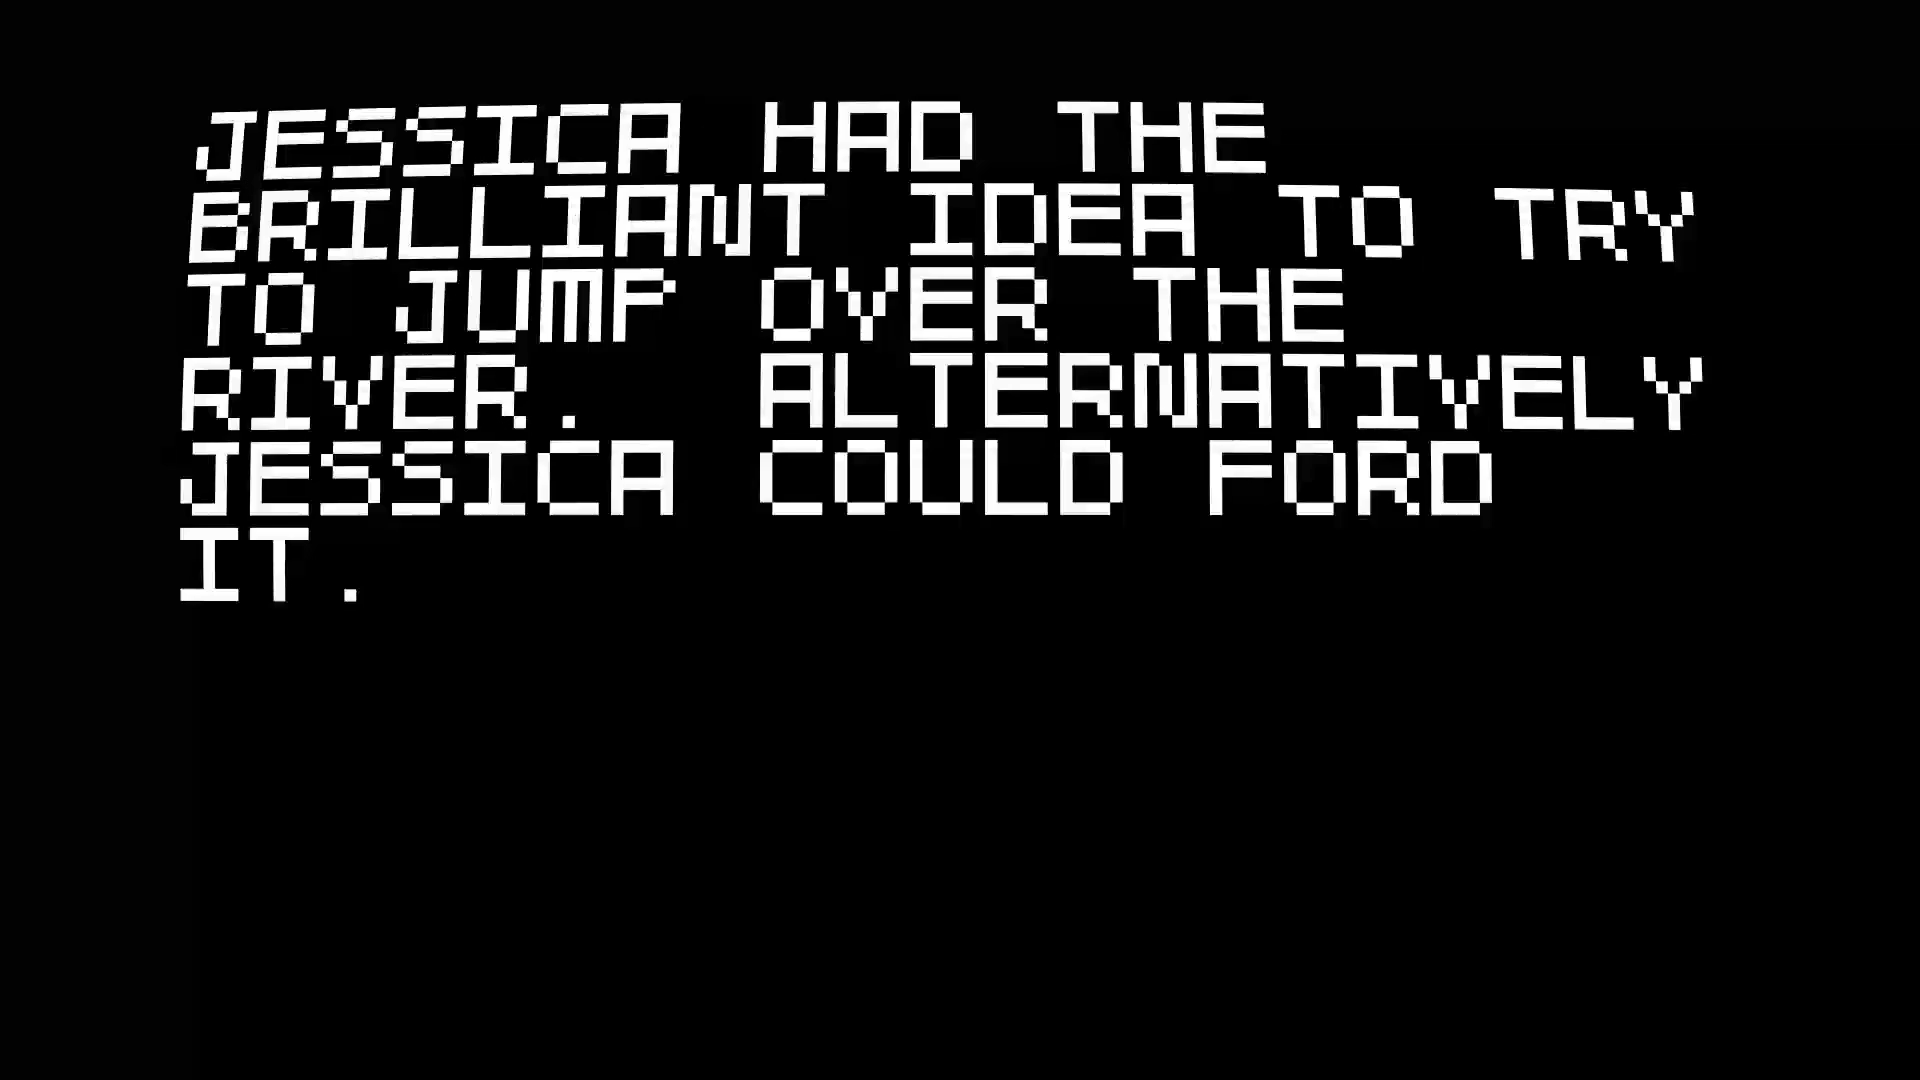 JESSICA HAD THE
BRILLIANT IDEA TO TRY
TO JUMP OVER THE
RIVER.  ALTERNATIVELY
JESSICA COULD FORD
IT.